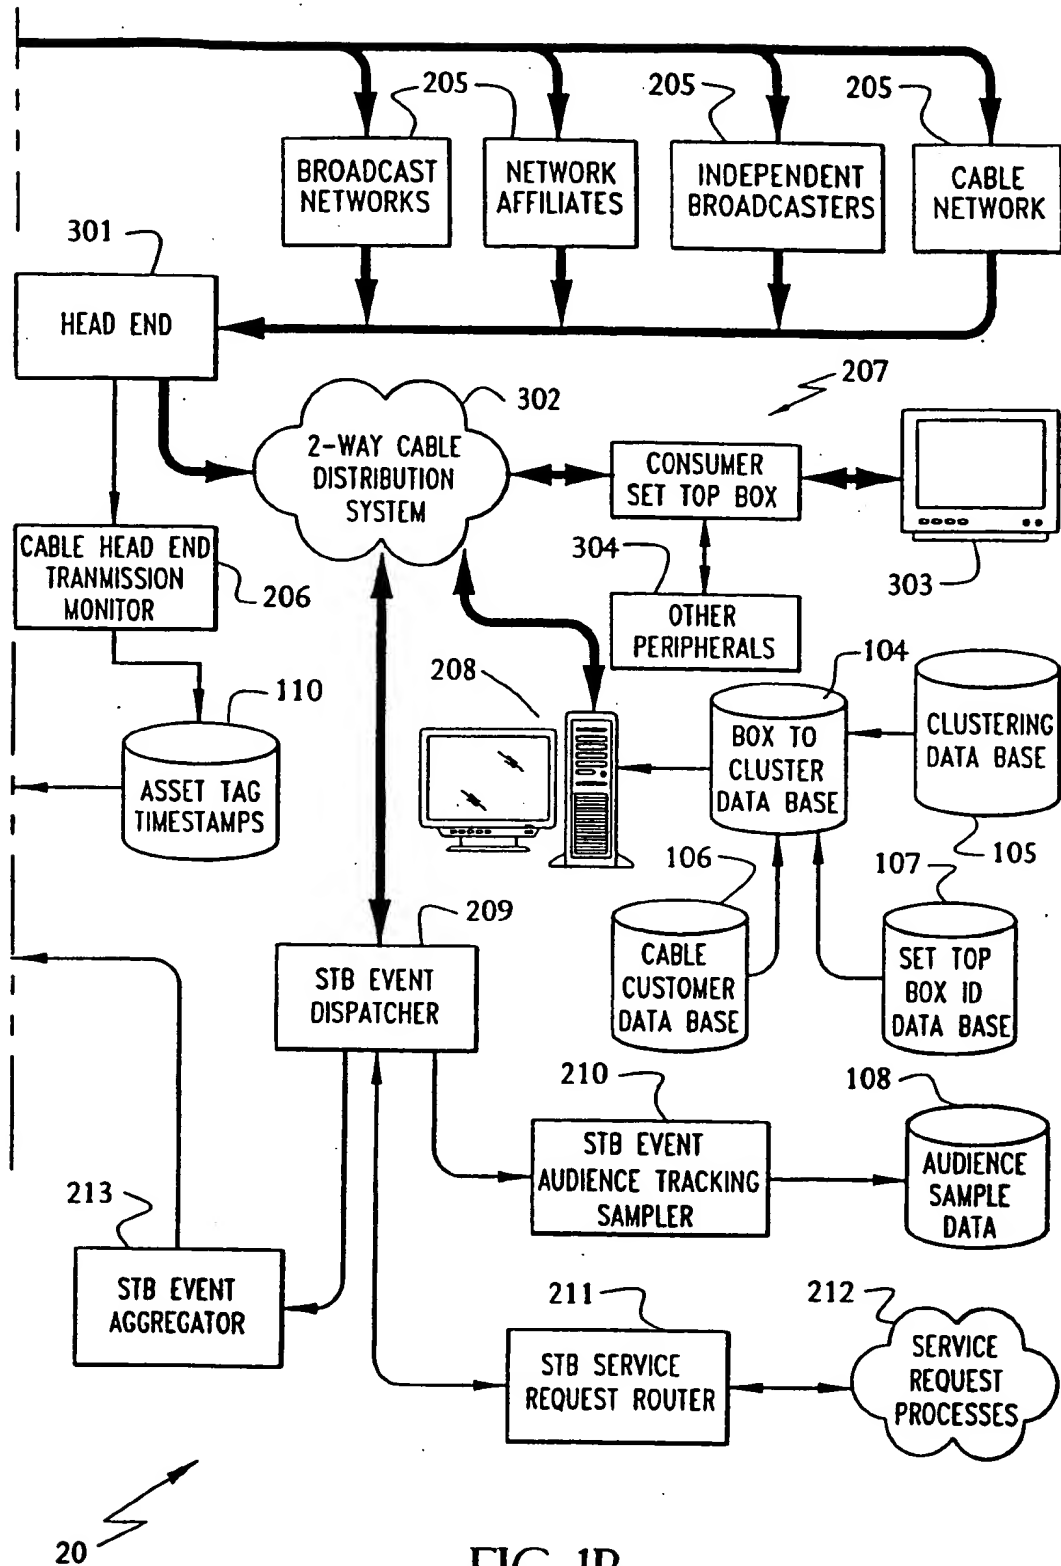 205
205
205
BROADCAST
NETWORKS
NETWORK
AFFILIATES
INDEPENDENT
BROADCASTERS
CABLE
NETWORK
301
HEAD END
207
302
2-WAY CABLE
DISTRIBUTION
SYSTEM
CONSUMER
SET TOP BOX
303
304
OTHER
PERIPHERALS
CABLE HEAD END
TRANMISSION
MONITOR
206
110
ASSET TAG
TIMESTAMPS
208
104
BOX TO
CLUSTER
DATA BASE
CLUSTERING
DATA BASE
105
106
107
CABLE
CUSTOMER
DATA BASE
SET TOP
BOX ID
DATA BASE
209
STB EVENT
DISPATCHER
210
STB EVENT
AUDIENCE TRACKING
SAMPLER
108
AUDIENCE
SAMPLE
DATA
213
STB EVENT
AGGREGATOR
211
STB SERVICE
REQUEST ROUTER
212
SERVICE
REQUEST
PROCESSES
20
FIG. 1B